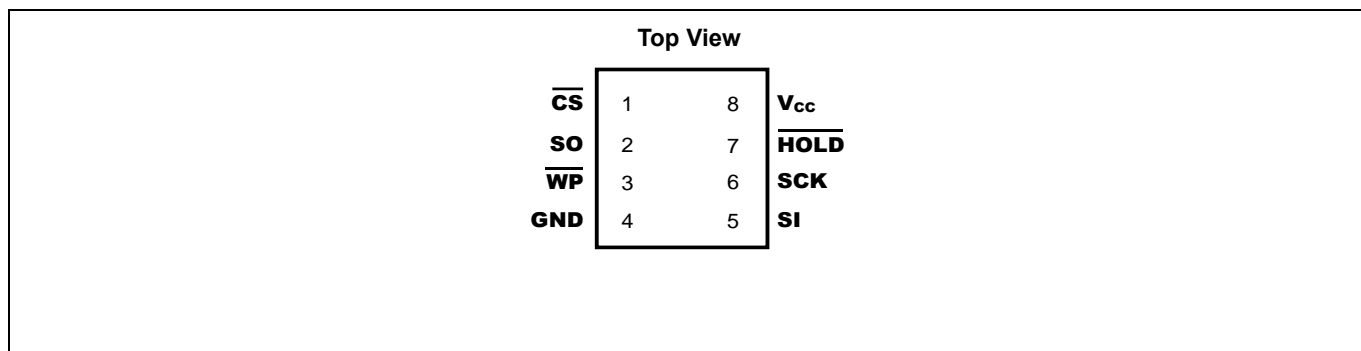 Top View
CS 1 8 Vcc
SO 2 7 HOLD
WP 3 6 SCK
GND 4 5 SI